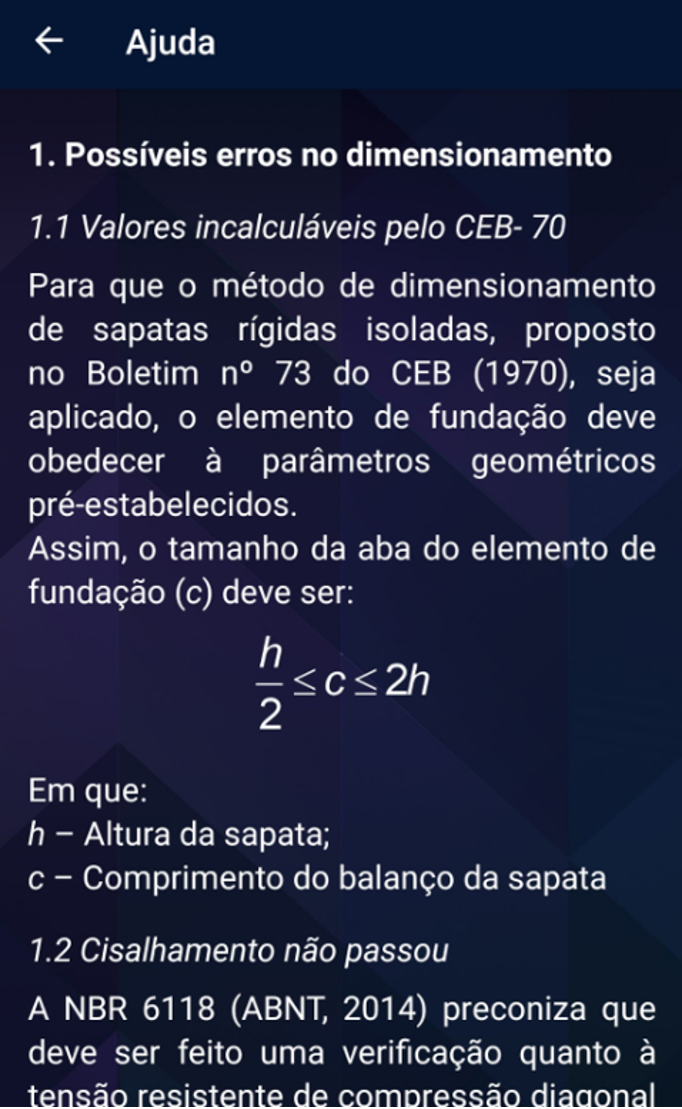 Ajuda
1. Possíveis erros no dimensionamento
1.1 Valores incalculáveis pelo CEB- 70
Para que o método de dimensionamento
de sapatas rígidas isoladas, proposto
no Boletim nº 73 do CEB (1970), seja
aplicado, o elemento de fundação deve
obedecer à parâmetros geométricos
pré-estabelecidos.
Assim, o tamanho da aba do elemento de
fundação (c) deve ser:
h/2 ≤ c ≤ 2h
Em que:
h – Altura da sapata;
c – Comprimento do balanço da sapata
1.2 Cisalhamento não passou
A NBR 6118 (ABNT, 2014) preconiza que
deve ser feito uma verificação quanto à
tensão resistente de compressão diagonal